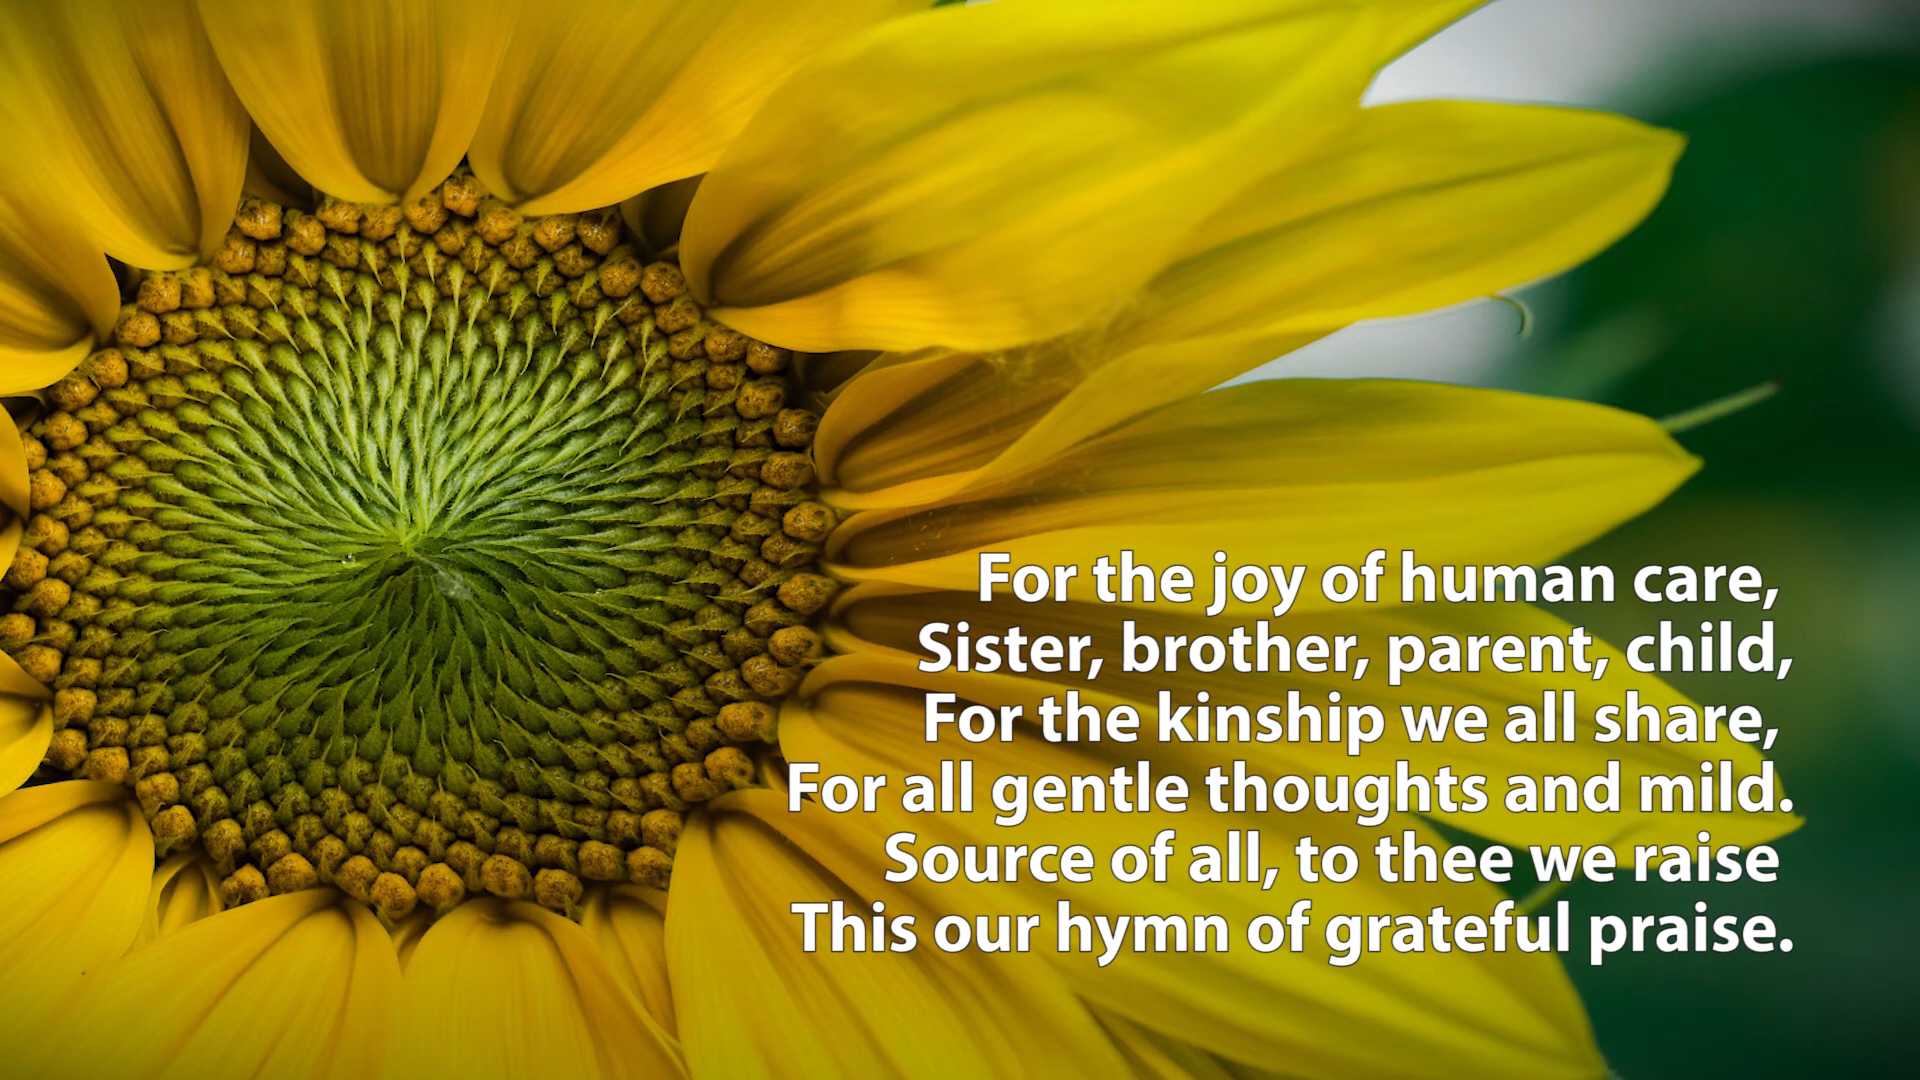 For the joy of human care,
Sister, brother, parent, child,
For the kinship we all share,
For all gentle thoughts and mild.
Source of all, to thee we raise
This our hymn of grateful praise.